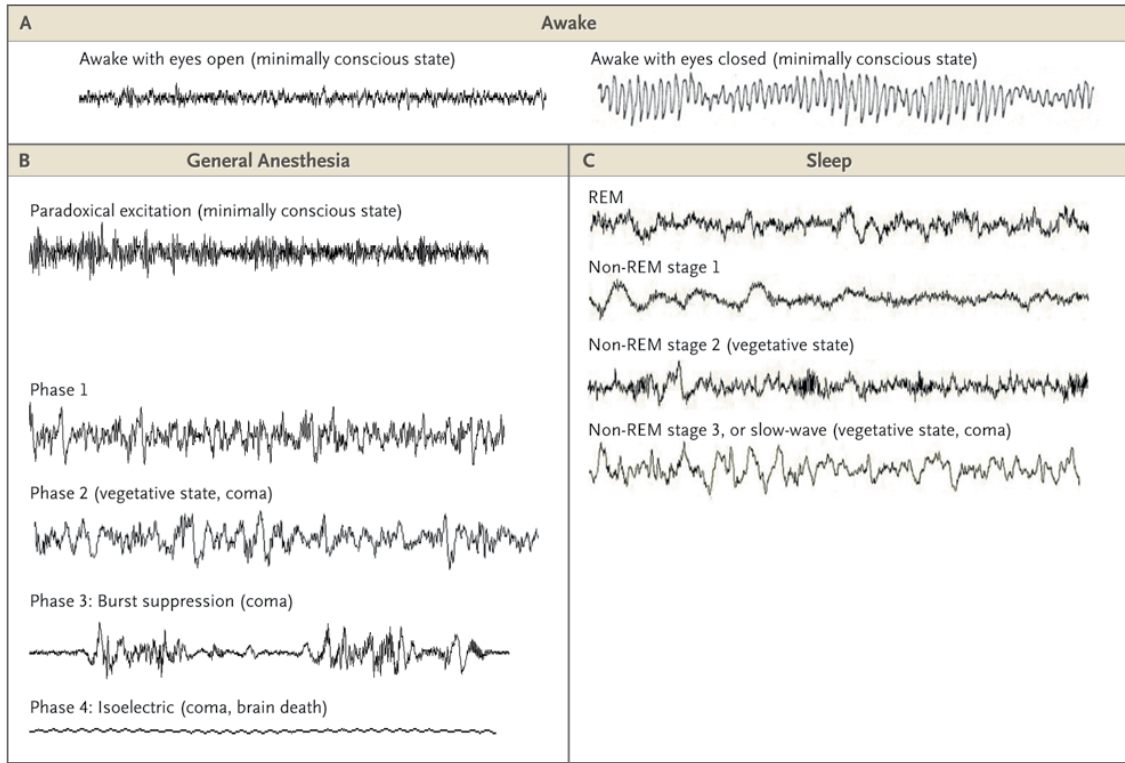 A Awake
Awake with eyes open (minimally conscious state)
Awake with eyes closed (minimally conscious state)
B General Anesthesia
Paradoxical excitation (minimally conscious state)
Phase 1
Phase 2 (vegetative state, coma)
Phase 3: Burst suppression (coma)
Phase 4: Isoelectric (coma, brain death)
C Sleep
REM
Non-REM stage 1
Non-REM stage 2 (vegetative state)
Non-REM stage 3, or slow-wave (vegetative state, coma)